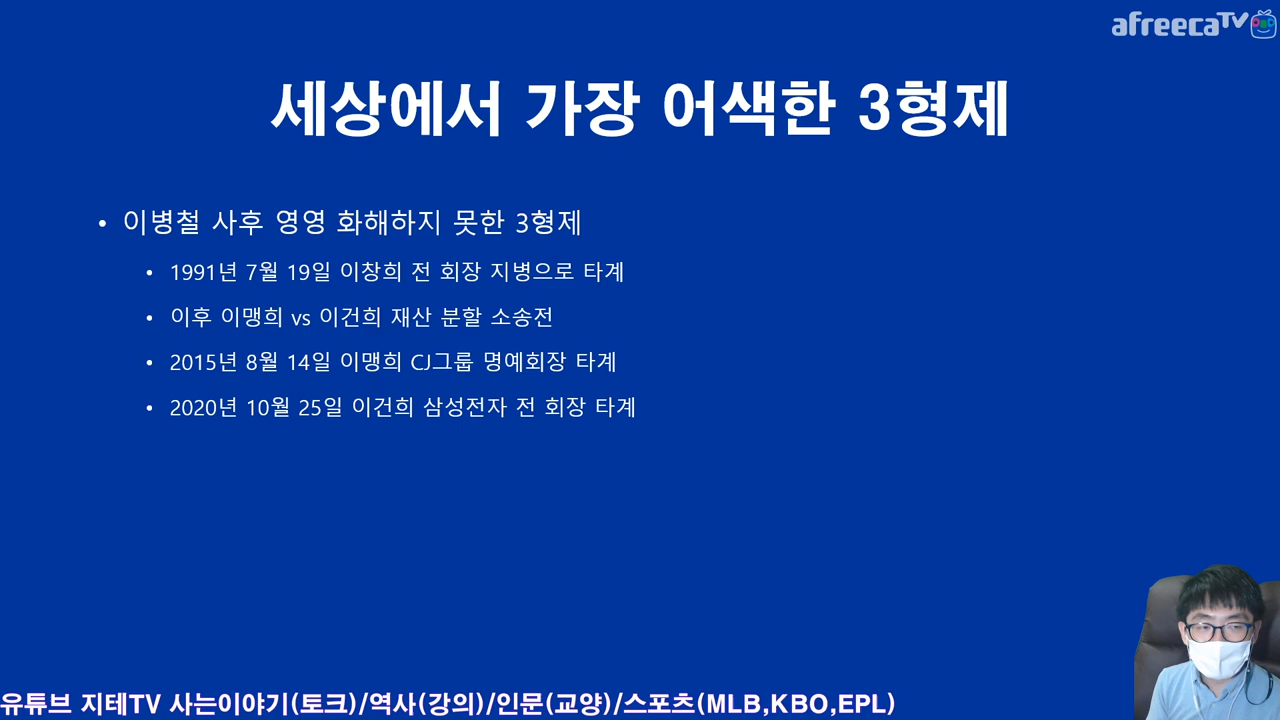 afreecaTV
세상에서 가장 어색한 3형제
• 이병철 사후 영영 화해하지 못한 3형제
• 1991년 7월 19일 이창희 전 회장 지병으로 타계
• 이후 이맹희 vs 이건희 재산 분할 소송전
• 2015년 8월 14일 이맹희 CJ그룹 명예회장 타계
• 2020년 10월 25일 이건희 삼성전자 전 회장 타계
유튜브 지테TV 사는이야기(토크)/역사(강의)/인문(교양)/스포츠(MLB,KBO,EPL)